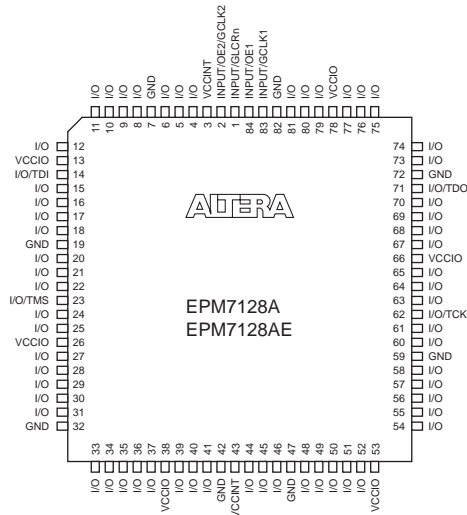 I/O
I/O
I/O
I/O
GND
I/O
I/O
I/O
VCCINT
INPUT/OE2/GCLK2
INPUT/GLCRn
INPUT/OE1
INPUT/GCLK1
GND
I/O
I/O
I/O
VCCIO
I/O
I/O
I/O
11 10 9 8 7 6 5 4 3 2 1 84 83 82 81 80 79 78 77 76 75
I/O 12
VCCIO 13
I/O/TDI 14
I/O 15
I/O 16
I/O 17
I/O 18
GND 19
I/O 20
I/O 21
I/O 22
I/O/TMS 23
I/O 24
I/O 25
VCCIO 26
I/O 27
I/O 28
I/O 29
I/O 30
I/O 31
GND 32
ALTERA
EPM7128A
EPM7128AE
74 I/O
73 I/O
72 GND
71 I/O/TDO
70 I/O
69 I/O
68 I/O
67 I/O
66 VCCIO
65 I/O
64 I/O
63 I/O
62 I/O/TCK
61 I/O
60 I/O
59 GND
58 I/O
57 I/O
56 I/O
55 I/O
54 I/O
33 34 35 36 37 38 39 40 41 42 43 44 45 46 47 48 49 50 51 52 53
I/O
I/O
I/O
I/O
I/O
VCCIO
I/O
I/O
I/O
GND
/CCINT
I/O
I/O
I/O
GND
I/O
I/O
I/O
I/O
I/O
VCCIO